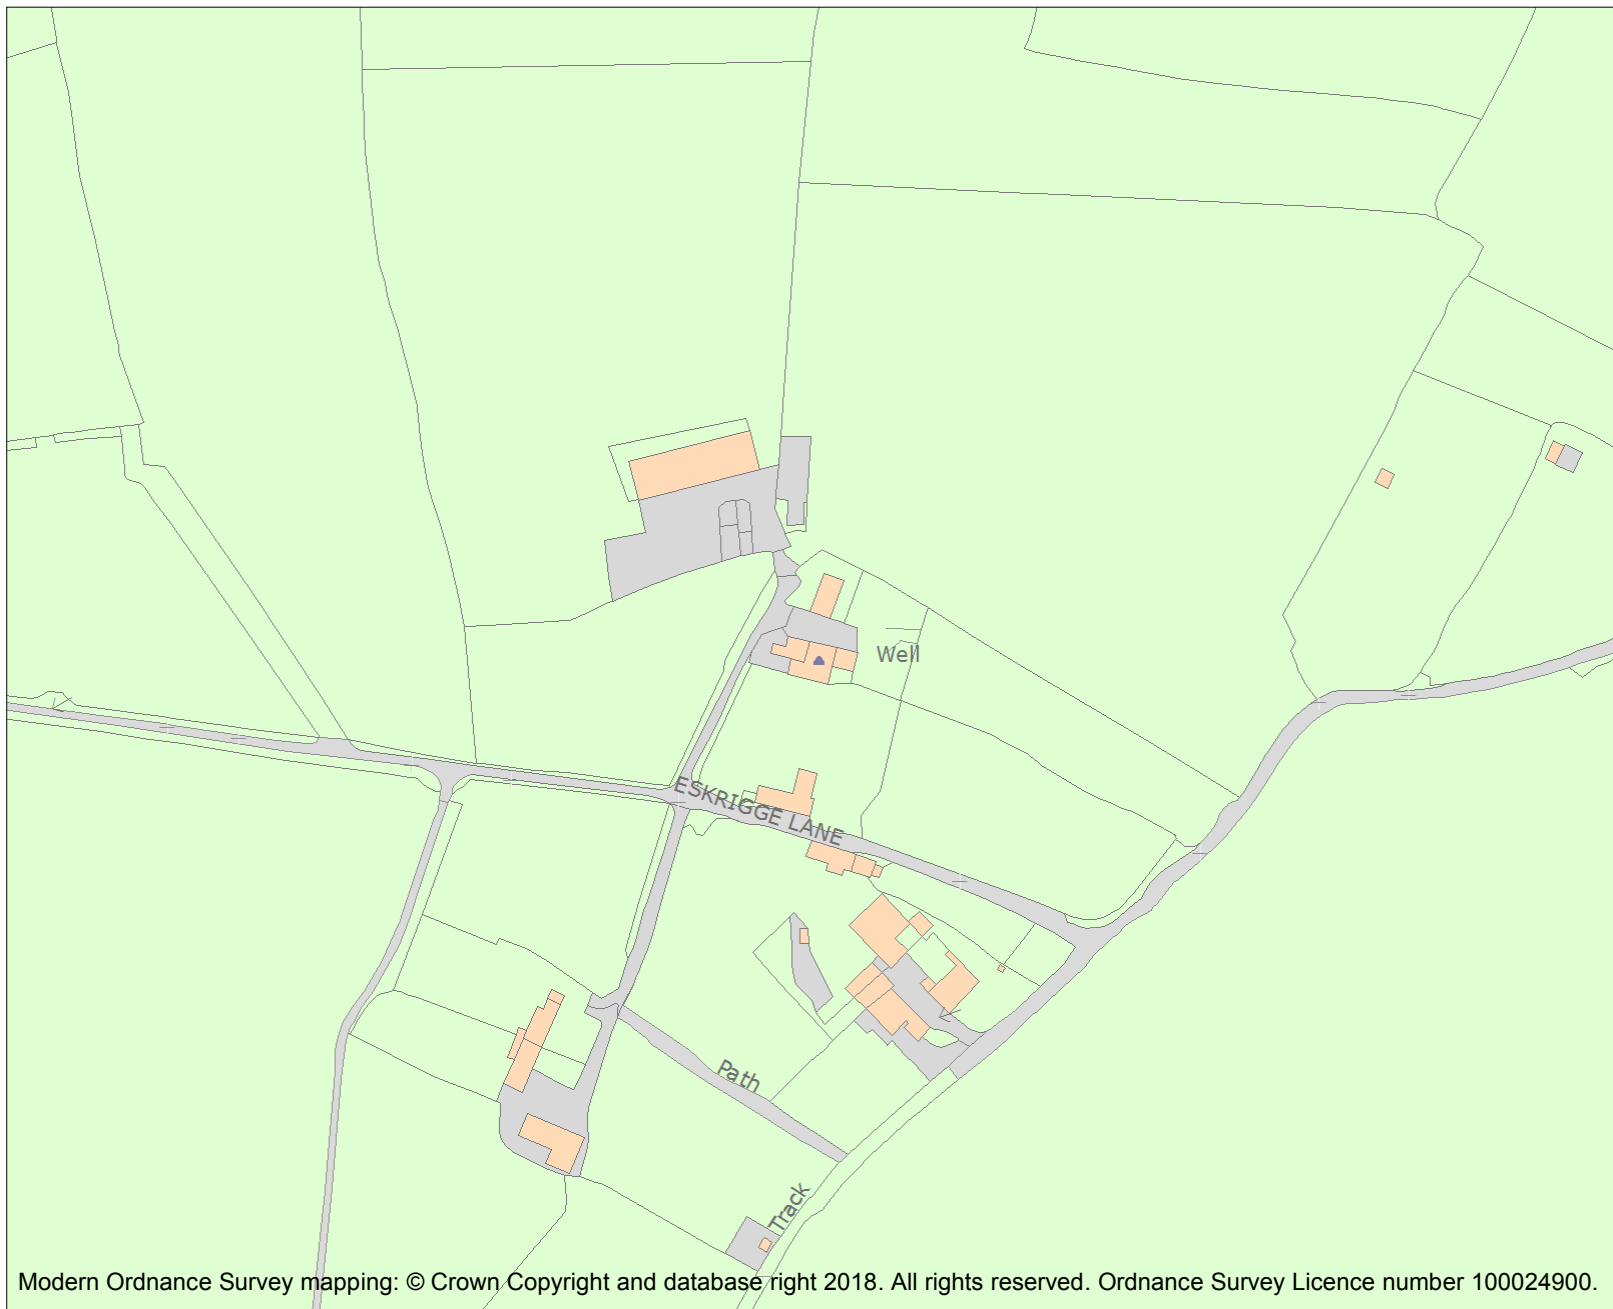 Well
ESKRIGGE LANE
Path
Track
Modern Ordnance Survey mapping: © Crown Copyright and database right 2018. All rights reserved. Ordnance Survey Licence number 100024900.